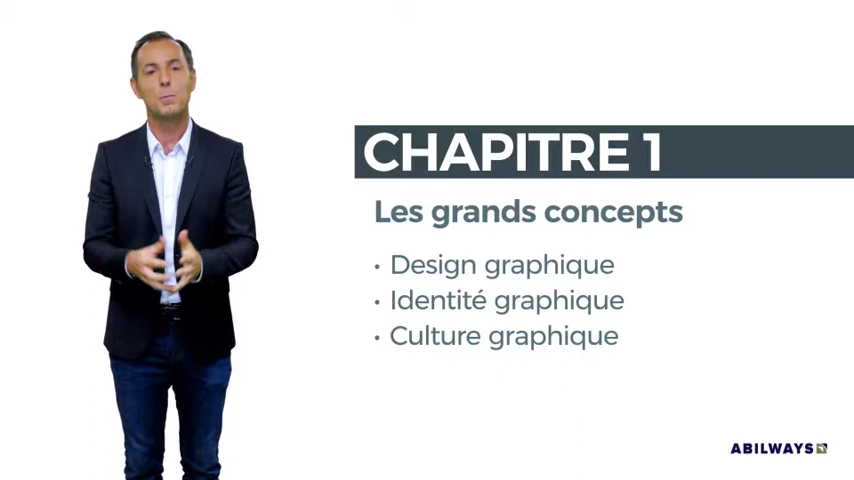 CHAPITRE 1
Les grands concepts
• Design graphique
• Identité graphique
• Culture graphique
ABILWAYS